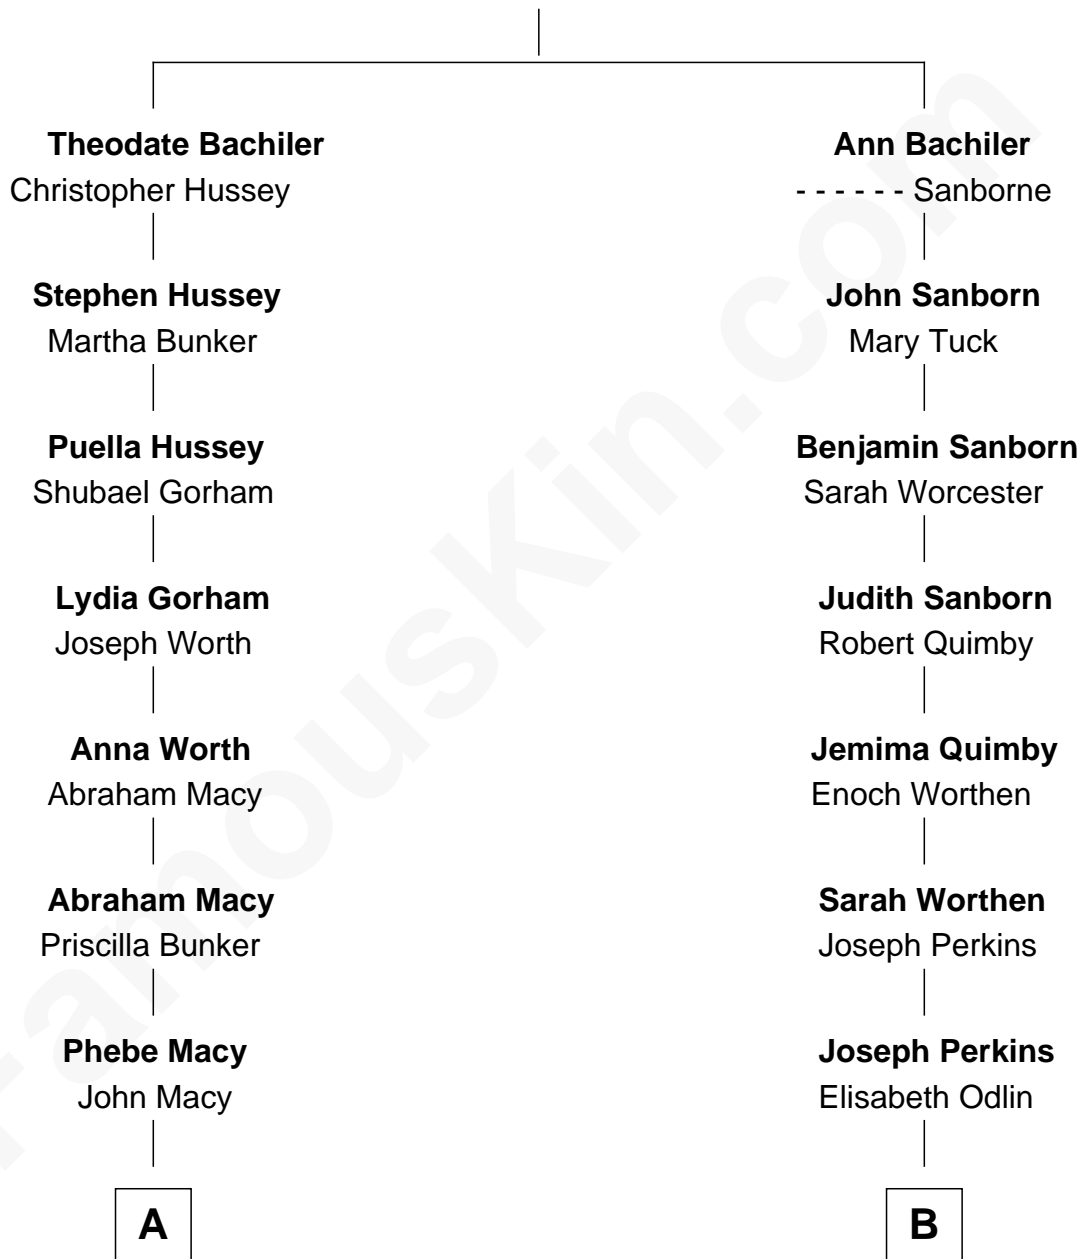 Theodate Bachiler
Christopher Hussey
Stephen Hussey
Martha Bunker
Puella Hussey
Shubael Gorham
Lydia Gorham
Joseph Worth
Anna Worth
Abraham Macy
Abraham Macy
Priscilla Bunker
Phebe Macy
John Macy
A
Ann Bachiler
- - - - - - Sanborne
John Sanborn
Mary Tuck
Benjamin Sanborn
Sarah Worcester
Judith Sanborn
Robert Quimby
Jemima Quimby
Enoch Worthen
Sarah Worthen
Joseph Perkins
Joseph Perkins
Elisabeth Odlin
B
FamousKin.com